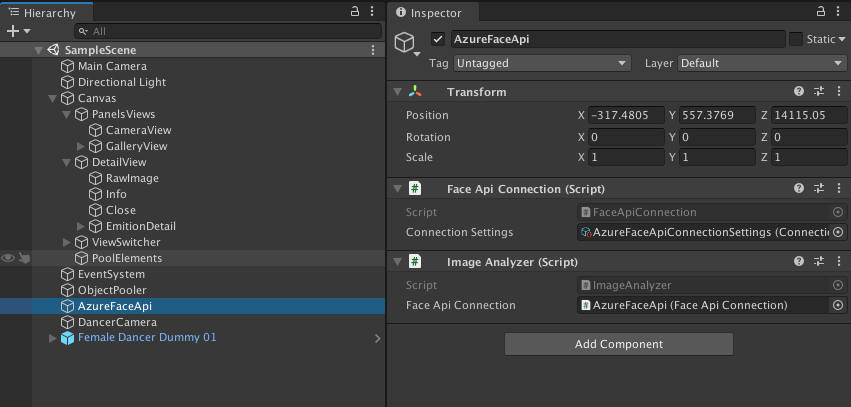 Hierarchy
All
SampleScene
Main Camera
Directional Light
Canvas
PanelsViews
CameraView
GalleryView
DetailView
RawImage
Info
Close
EmitionDetail
ViewSwitcher
PoolElements
EventSystem
ObjectPooler
AzureFaceApi
DancerCamera
Female Dancer Dummy 01
Inspector
AzureFaceApi Static
Tag Untagged Layer Default
Transform
Position X -317.4805 Y 557.3769 Z 14115.05
Rotation X 0 Y 0 Z 0
Scale X 1 Y 1 Z 1
# Face Api Connection (Script)
Script # FaceApiConnection
Connection Settings AzureFaceApiConnectionSettings (Connectio
# Image Analyzer (Script)
Script # ImageAnalyzer
Face Api Connection # AzureFaceApi (Face Api Connection)
Add Component